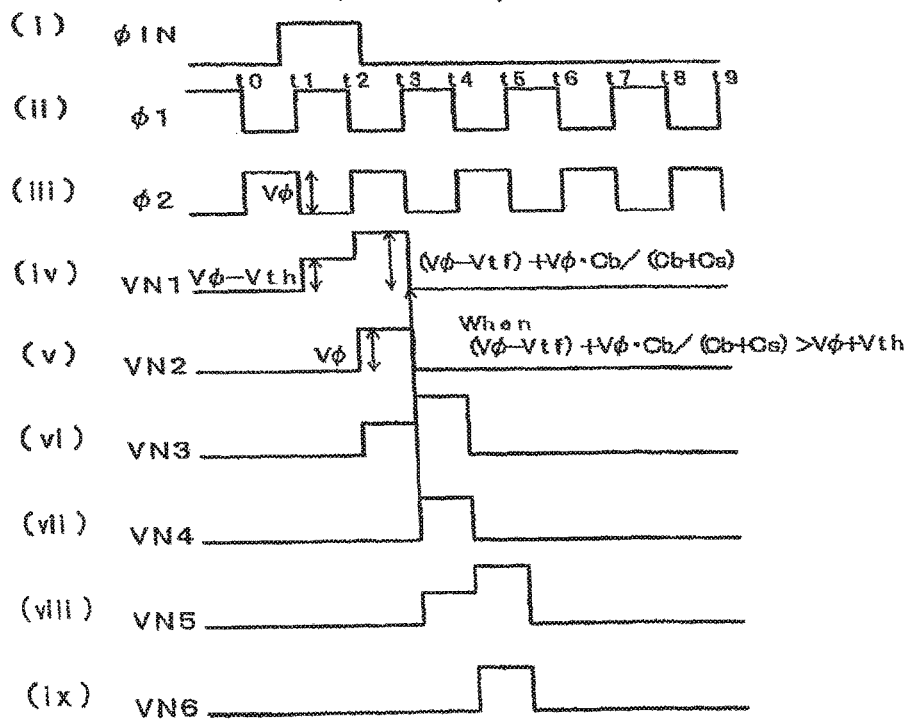 (i) φIN
t0 t1 t2 t3 t4 t5 t6 t7 t8 t9
(ii) φ1
(iii) φ2 Vφ
(iv) VN1 Vφ-Vth (Vφ-Vtf)+Vφ·Cb/(Cb+Cs)
When
(v) VN2 Vφ (Vφ-Vtf)+Vφ·Cb/(Cb+Cs)>Vφ+Vth
(vi) VN3
(vii) VN4
(viii) VN5
(ix) VN6